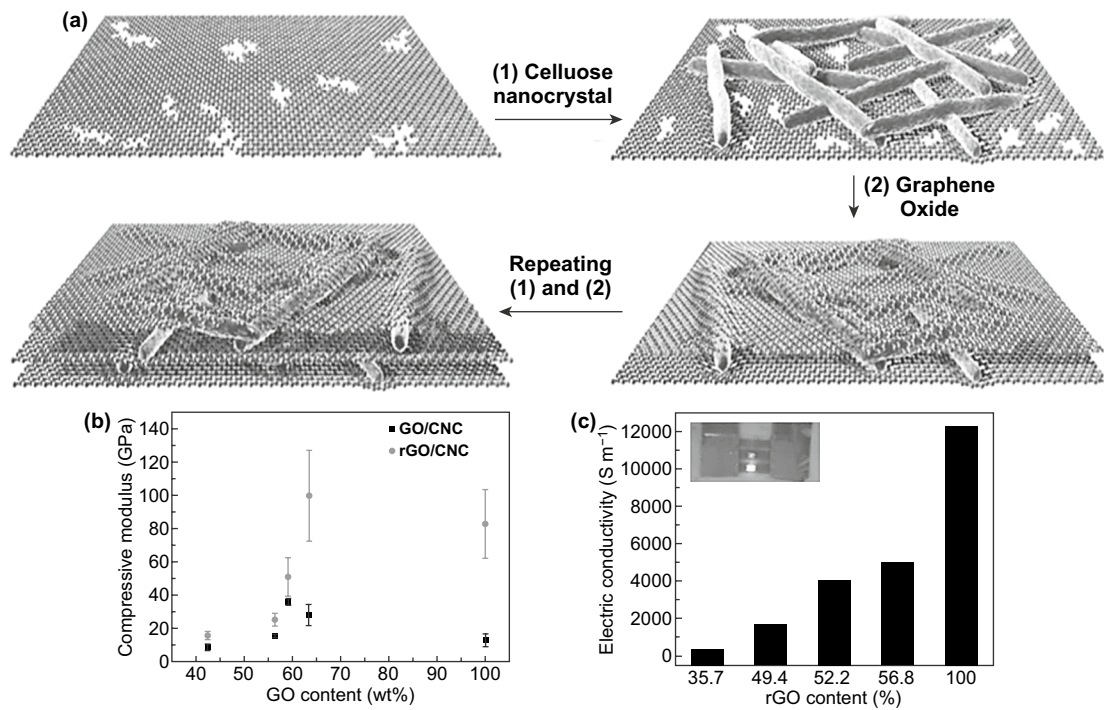 (a)
(1) Celluose
nanocrystal
(2) Graphene
Oxide
Repeating
(1) and (2)
(b)
GO/CNC
rGO/CNC
Compressive modulus (GPa)
140
120
100
80
60
40
20
0
40 50 60 70 80 90 100
GO content (wt%)
(c)
Electric conductivity (S m⁻¹)
12000
10000
8000
6000
4000
2000
0
35.7 49.4 52.2 56.8 100
rGO content (%)